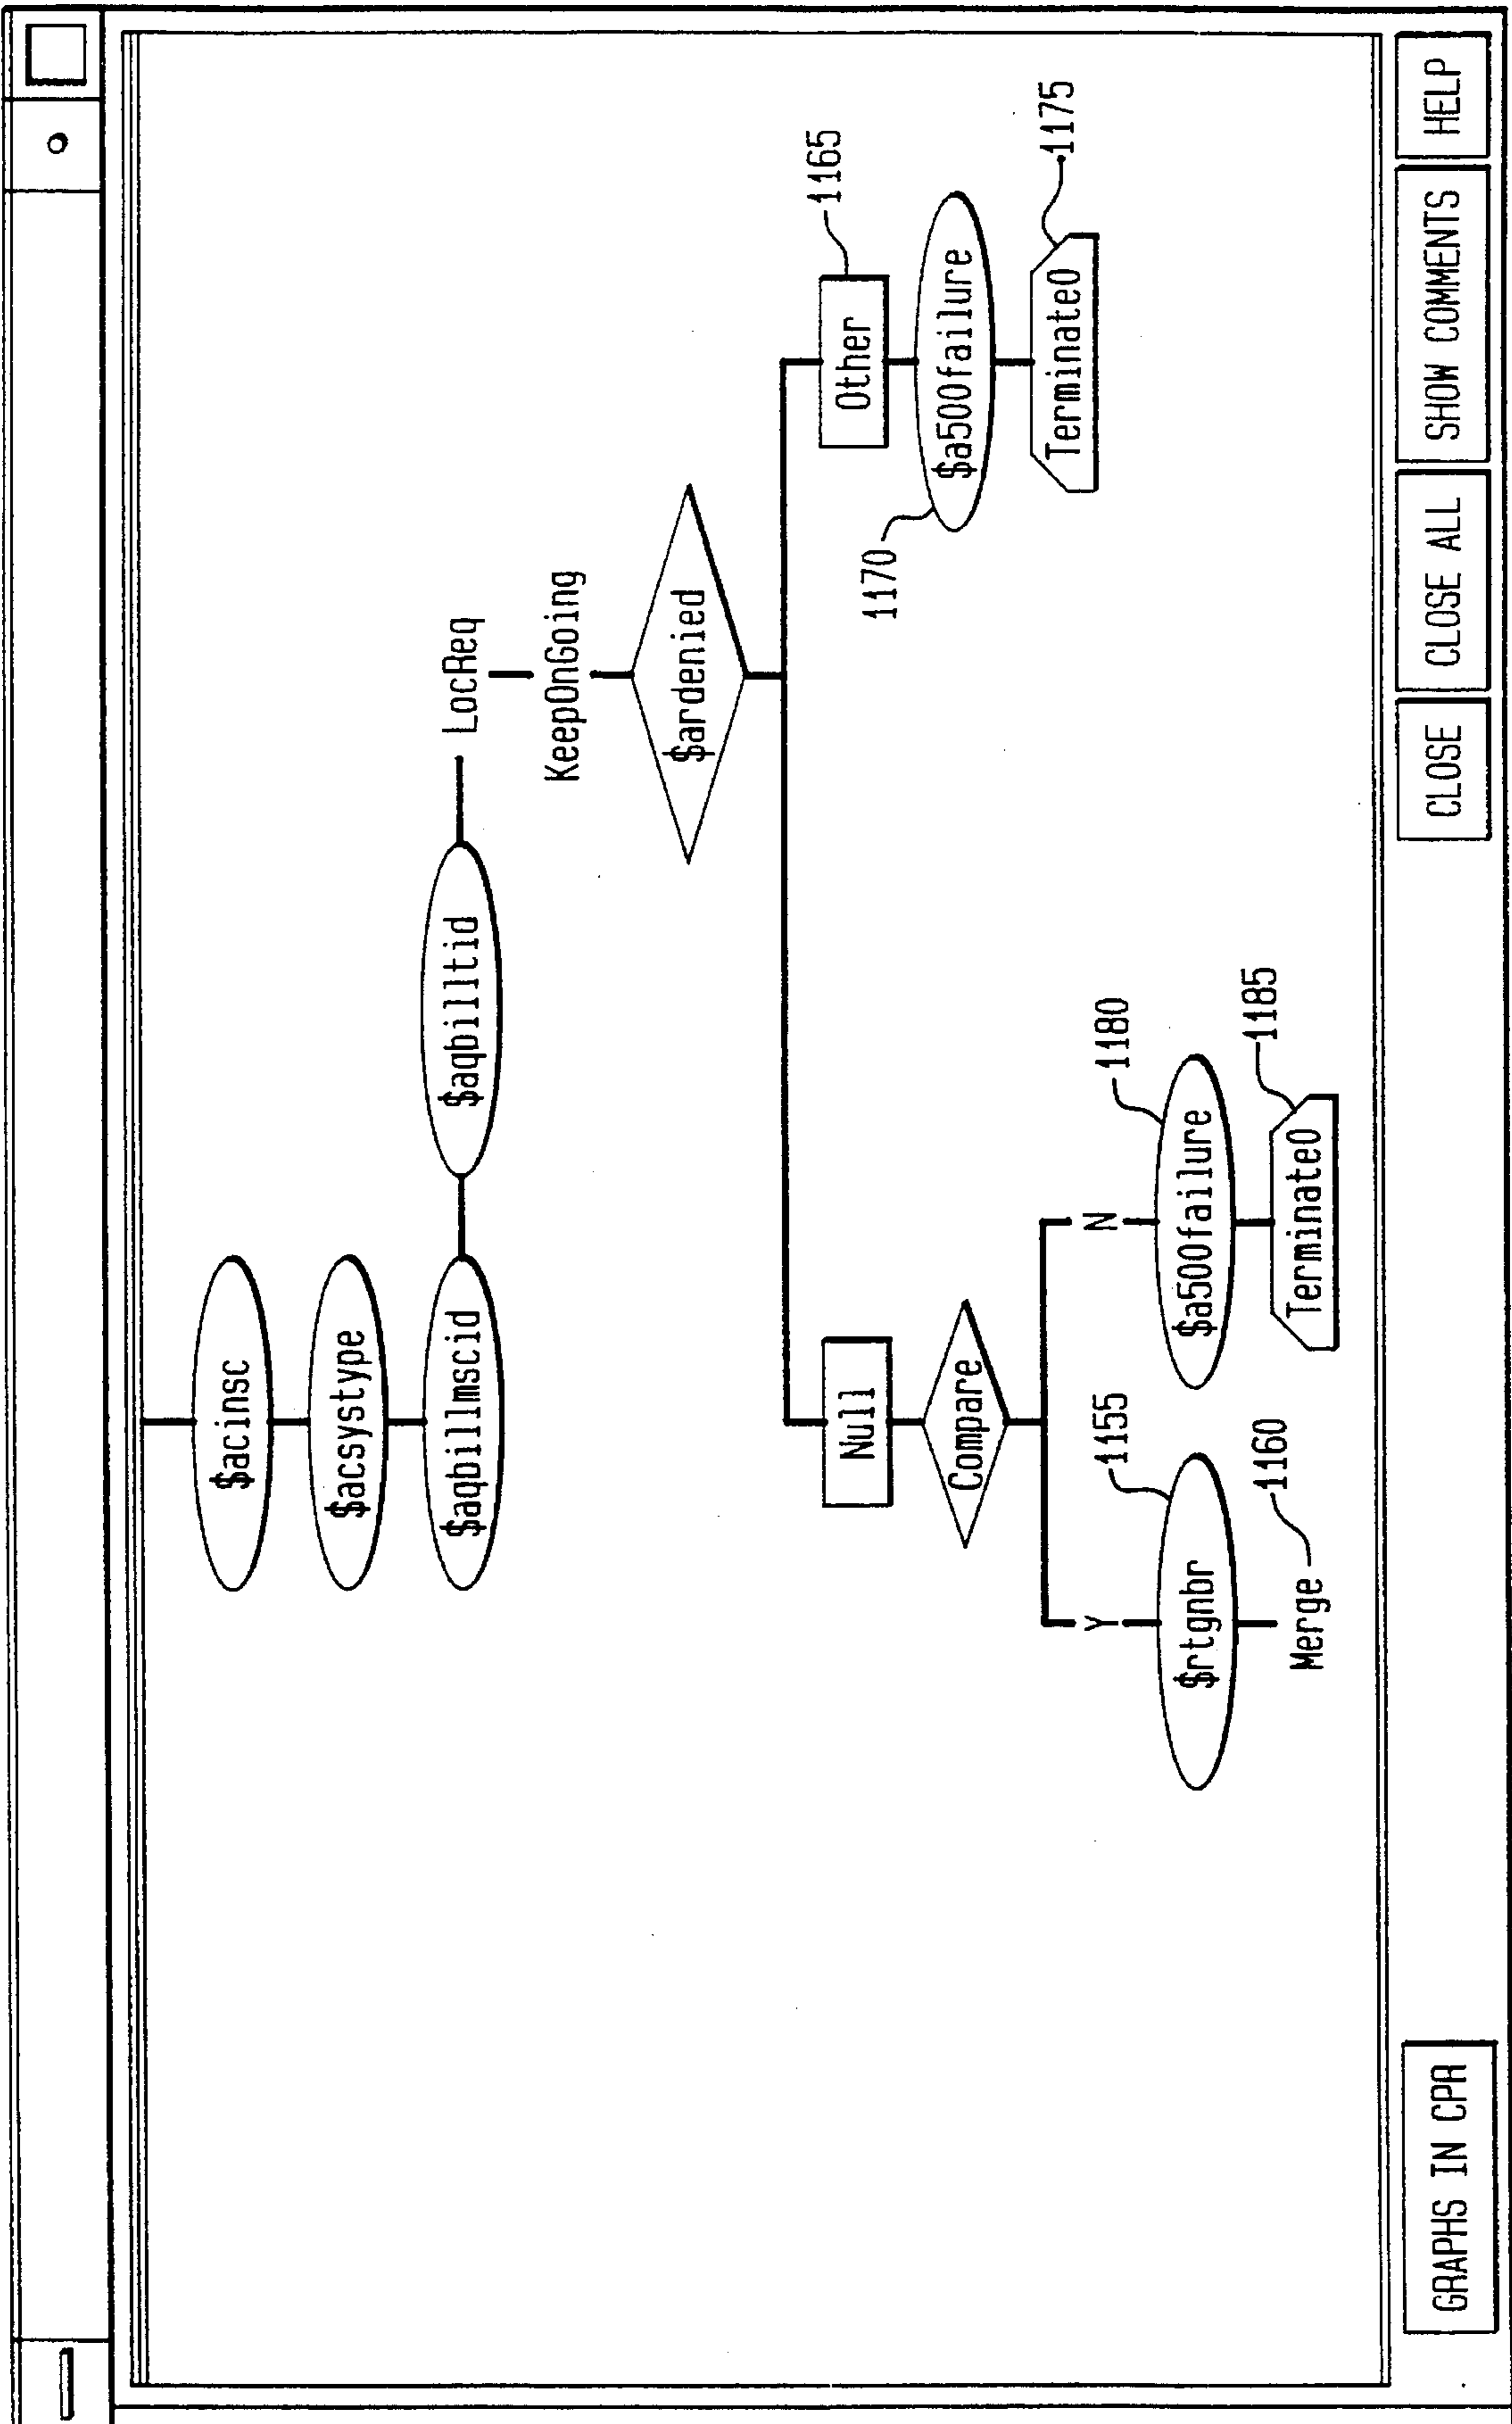 $acinsc
$acsystype
$aqbillmscid
$aqbilltid
LocReq
KeepOnGoing
$ardenied
Null
Other
1165
Compare
1170
$a500failure
Terminate0
1175
Y
N
1155
$rtgnbr
1180
$a500failure
Merge
1160
Terminate0
1185
GRAPHS IN CPR
CLOSE
CLOSE ALL
SHOW COMMENTS
HELP